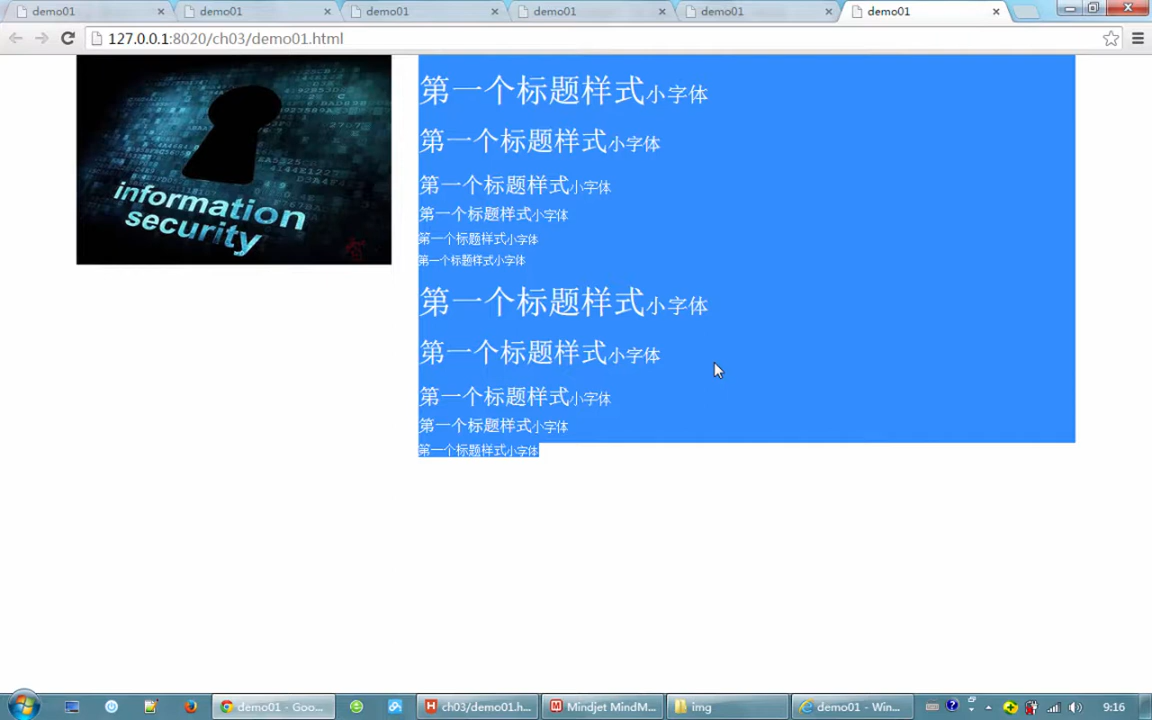 demo01
demo01
demo01
demo01
demo01
demo01
127.0.0.1:8020/ch03/demo01.html
information
security
第一个标题样式小字体
第一个标题样式小字体
第一个标题样式小字体
第一个标题样式小字体
第一个标题样式小字体
第一个标题样式小字体
第一个标题样式小字体
第一个标题样式小字体
第一个标题样式小字体
第一个标题样式小字体
第一个标题样式小字体
demo01 - Goo...
ch03/demo01.h...
Mindjet MindM...
img
demo01 - Win...
9:16